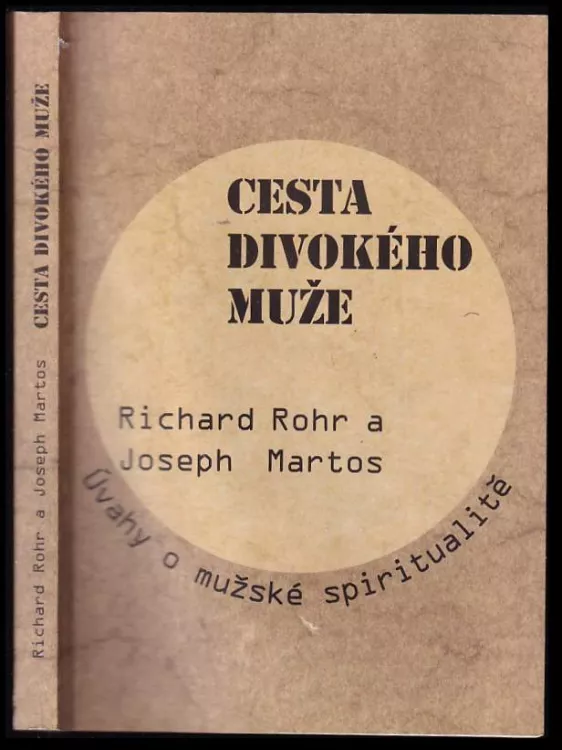 CESTA DIVOKÉHO MUŽE
Richard Rohr a Joseph Martos
CESTA
DIVOKÉHO
MUŽE
Richard Rohr a
Joseph Martos
Úvahy o mužské spiritualitě